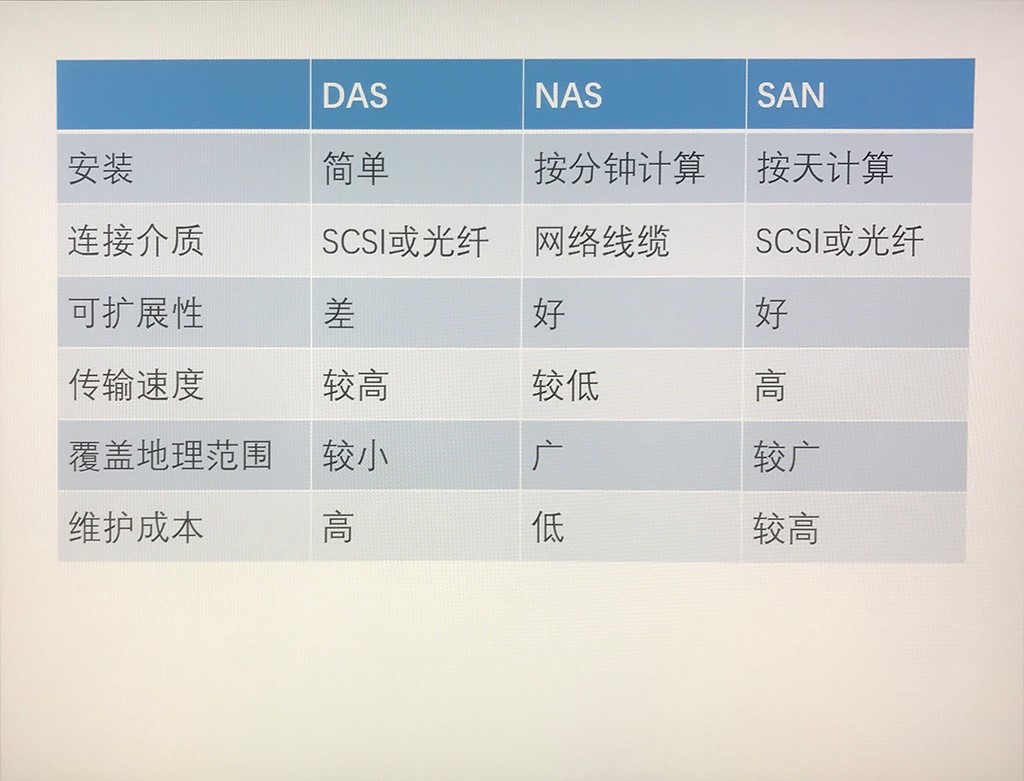 DAS NAS SAN
安装 简单 按分钟计算 按天计算
连接介质 SCSI或光纤 网络线缆 SCSI或光纤
可扩展性 差 好 好
传输速度 较高 较低 高
覆盖地理范围 较小 广 较广
维护成本 高 低 较高